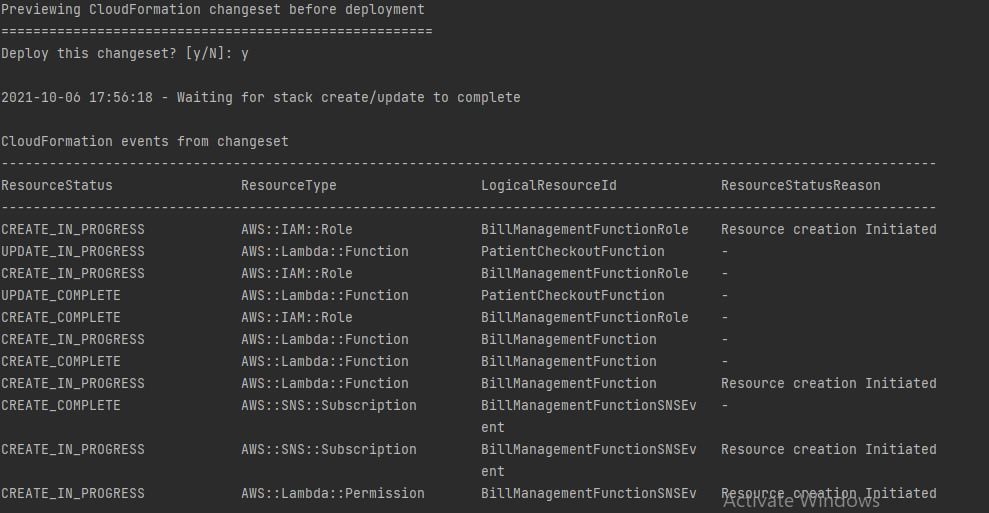 Previewing CloudFormation changeset before deployment
======================================================
Deploy this changeset? [y/N]: y
2021-10-06 17:56:18 - Waiting for stack create/update to complete
CloudFormation events from changeset
---------------------------------------------------------------------------------------------------------------------
ResourceStatus ResourceType LogicalResourceId ResourceStatusReason
---------------------------------------------------------------------------------------------------------------------
CREATE_IN_PROGRESS AWS::IAM::Role BillManagementFunctionRole Resource creation Initiated
UPDATE_IN_PROGRESS AWS::Lambda::Function PatientCheckoutFunction -
CREATE_IN_PROGRESS AWS::IAM::Role BillManagementFunctionRole -
UPDATE_COMPLETE AWS::Lambda::Function PatientCheckoutFunction -
CREATE_COMPLETE AWS::IAM::Role BillManagementFunctionRole -
CREATE_IN_PROGRESS AWS::Lambda::Function BillManagementFunction -
CREATE_COMPLETE AWS::Lambda::Function BillManagementFunction -
CREATE_IN_PROGRESS AWS::Lambda::Function BillManagementFunction Resource creation Initiated
CREATE_COMPLETE AWS::SNS::Subscription BillManagementFunctionSNSEv -
ent
CREATE_IN_PROGRESS AWS::SNS::Subscription BillManagementFunctionSNSEv Resource creation Initiated
ent
CREATE_IN_PROGRESS AWS::Lambda::Permission BillManagementFunctionSNSEv Resource creation Initiated
Activate Windows